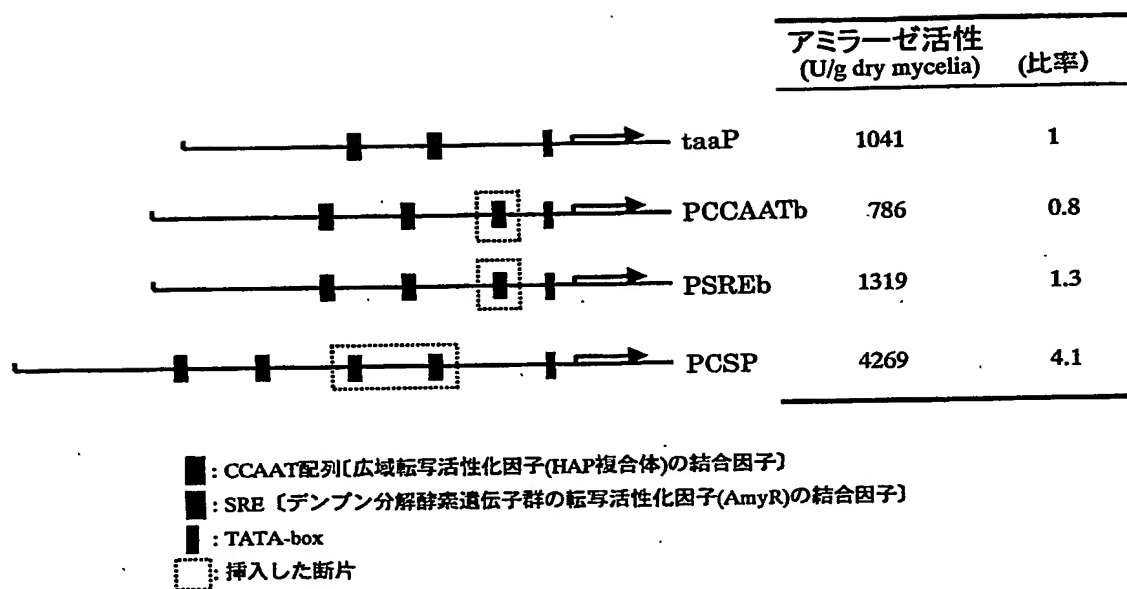 アミラーゼ活性
(U/g dry mycelia) (比率)
taaP 1041 1
PCCAATb 786 0.8
PSREb 1319 1.3
PCSP 4269 4.1
: CCAAT配列〔広域転写活性化因子(HAP複合体)の結合因子〕
: SRE〔デンプン分解酵素遺伝子群の転写活性化因子(AmyR)の結合因子〕
: TATA-box
: 挿入した断片